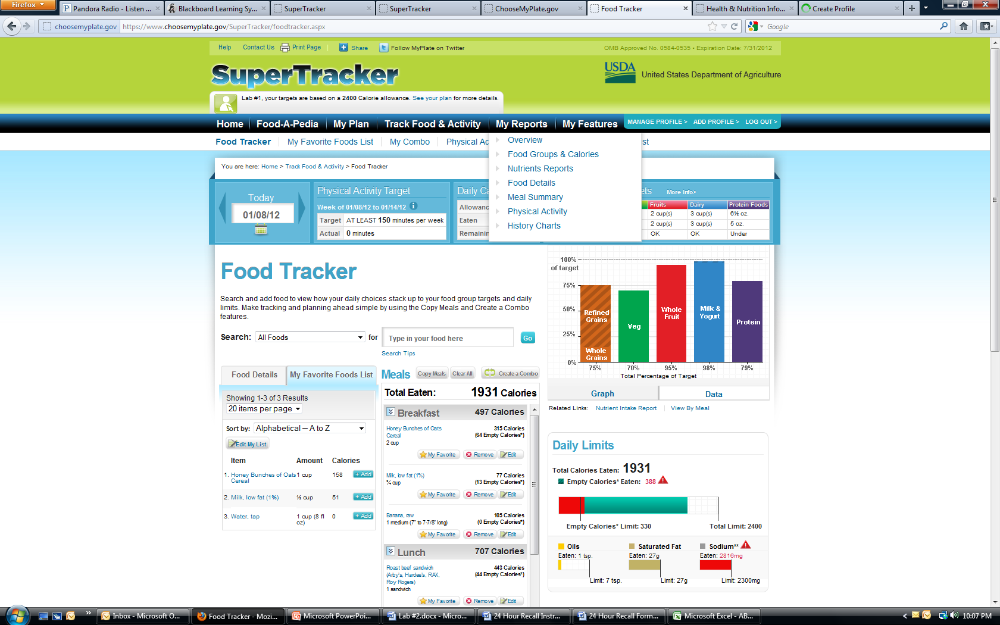 Firefox
Pandora Radio - Listen ...
Blackboard Learning Sy...
SuperTracker
SuperTracker
ChooseMyPlate.gov
Food Tracker
Health & Nutrition Info...
Create Profile
choosemyplate.gov
https://www.choosemyplate.gov/SuperTracker/foodtracker.aspx
Google
Help
Contact Us
Print Page
Share
Follow MyPlate on Twitter
OMB Approved No. 0584-0535 • Expiration Date: 7/31/2012
SuperTracker
USDA
United States Department of Agriculture
Lab #1, your targets are based on a 2400 Calorie allowance. See your plan for more details.
Home
Food-A-Pedia
My Plan
Track Food & Activity
My Reports
My Features
MANAGE PROFILE >
ADD PROFILE >
LOG OUT >
Food Tracker
My Favorite Foods List
My Combo
Physical Ac
ist
Overview
Food Groups & Calories
Nutrients Reports
Food Details
Meal Summary
Physical Activity
History Charts
You are here: Home > Track Food & Activity > Food Tracker
Today
01/08/12
Physical Activity Target
Week of 01/08/12 to 01/14/12
Target AT LEAST 150 minutes per week
Actual 0 minutes
Daily Ca
Allowanc
Eaten
Remainin
ets
More Info>
Fruits Dairy Protein Foods
2 cup(s) 3 cup(s) 6½ oz.
2 cup(s) 3 cup(s) 5 oz.
OK OK Under
Food Tracker
Search and add food to view how your daily choices stack up to your food group targets and daily
limits. Make tracking and planning ahead simple by using the Copy Meals and Create a Combo
features.
Search: All Foods for Type in your food here Go
Search Tips
100%
of target
75%
50%
25%
0%
Refined
Grains
Whole
Grains
Veg
Whole
Fruit
Milk &
Yogurt
Protein
75% 70% 95% 98% 79%
Total Percentage of Target
Graph
Data
Related Links: Nutrient Intake Report View By Meal
Food Details
My Favorite Foods List
Showing 1-3 of 3 Results
20 items per page
Sort by: Alphabetical — A to Z
Edit My List
Item Amount Calories
1. Honey Bunches of Oats 1 cup 158 + Add
Cereal
2. Milk, low fat (1%) ½ cup 51 + Add
3. Water, tap 1 cup (8 fl 0 + Add
oz)
Meals
Copy Meals
Clear All
Create a Combo
Total Eaten: 1931 Calories
Breakfast 497 Calories
Honey Bunches of Oats 315 Calories
Cereal (64 Empty Calories*)
2 cup
My Favorite Remove Edit
Milk, low fat (1%) 77 Calories
¾ cup (13 Empty Calories*)
My Favorite Remove Edit
Banana, raw 105 Calories
1 medium (7" to 7-7/8" long) (0 Empty Calories*)
My Favorite Remove Edit
Lunch 707 Calories
Roast beef sandwich 443 Calories
(Arby's, Hardee's, RAX, (44 Empty Calories*)
Roy Rogers)
1 sandwich
My Favorite Remove Edit
Daily Limits
Total Calories Eaten: 1931
Empty Calories* Eaten: 388
Empty Calories* Limit: 330
Total Limit: 2400
Oils Saturated Fat Sodium**
Eaten: 1 tsp. Eaten: 27g Eaten: 2816mg
Limit: 7 tsp. Limit: 27g Limit: 2300mg
Inbox - Microsoft O...
Food Tracker - Mozi...
Microsoft PowerPoi...
Lab #2.docx - Micro...
24 Hour Recall Instr...
24 Hour Recall Form...
Microsoft Excel - AB...
10:07 PM